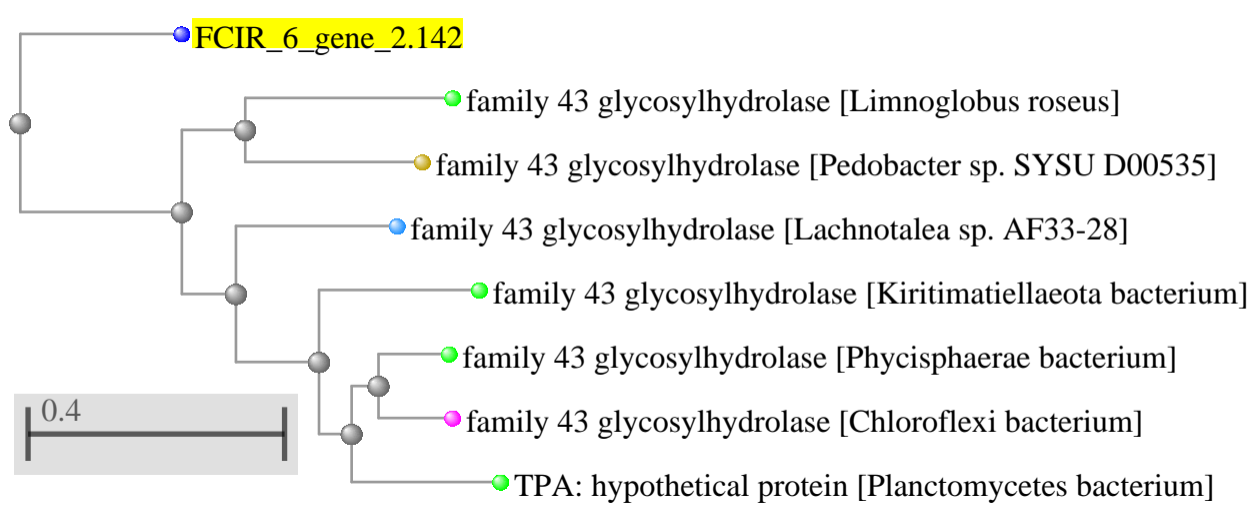 FCIR_6_gene_2.142
family 43 glycosylhydrolase [Limnoglobus roseus]
family 43 glycosylhydrolase [Pedobacter sp. SYSU D00535]
family 43 glycosylhydrolase [Lachnotalea sp. AF33-28]
family 43 glycosylhydrolase [Kiritimatiellaeota bacterium]
family 43 glycosylhydrolase [Phycisphaerae bacterium]
0.4
family 43 glycosylhydrolase [Chloroflexi bacterium]
TPA: hypothetical protein [Planctomycetes bacterium]